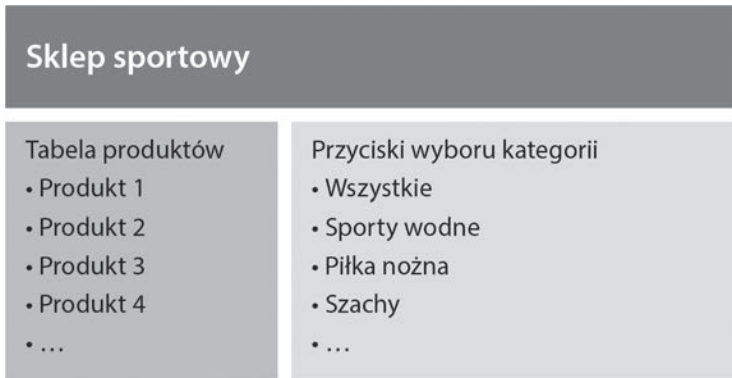 Sklep sportowy
Tabela produktów
• Produkt 1
• Produkt 2
• Produkt 3
• Produkt 4
• ...
Przyciski wyboru kategorii
• Wszystkie
• Sporty wodne
• Piłka nożna
• Szachy
• ...